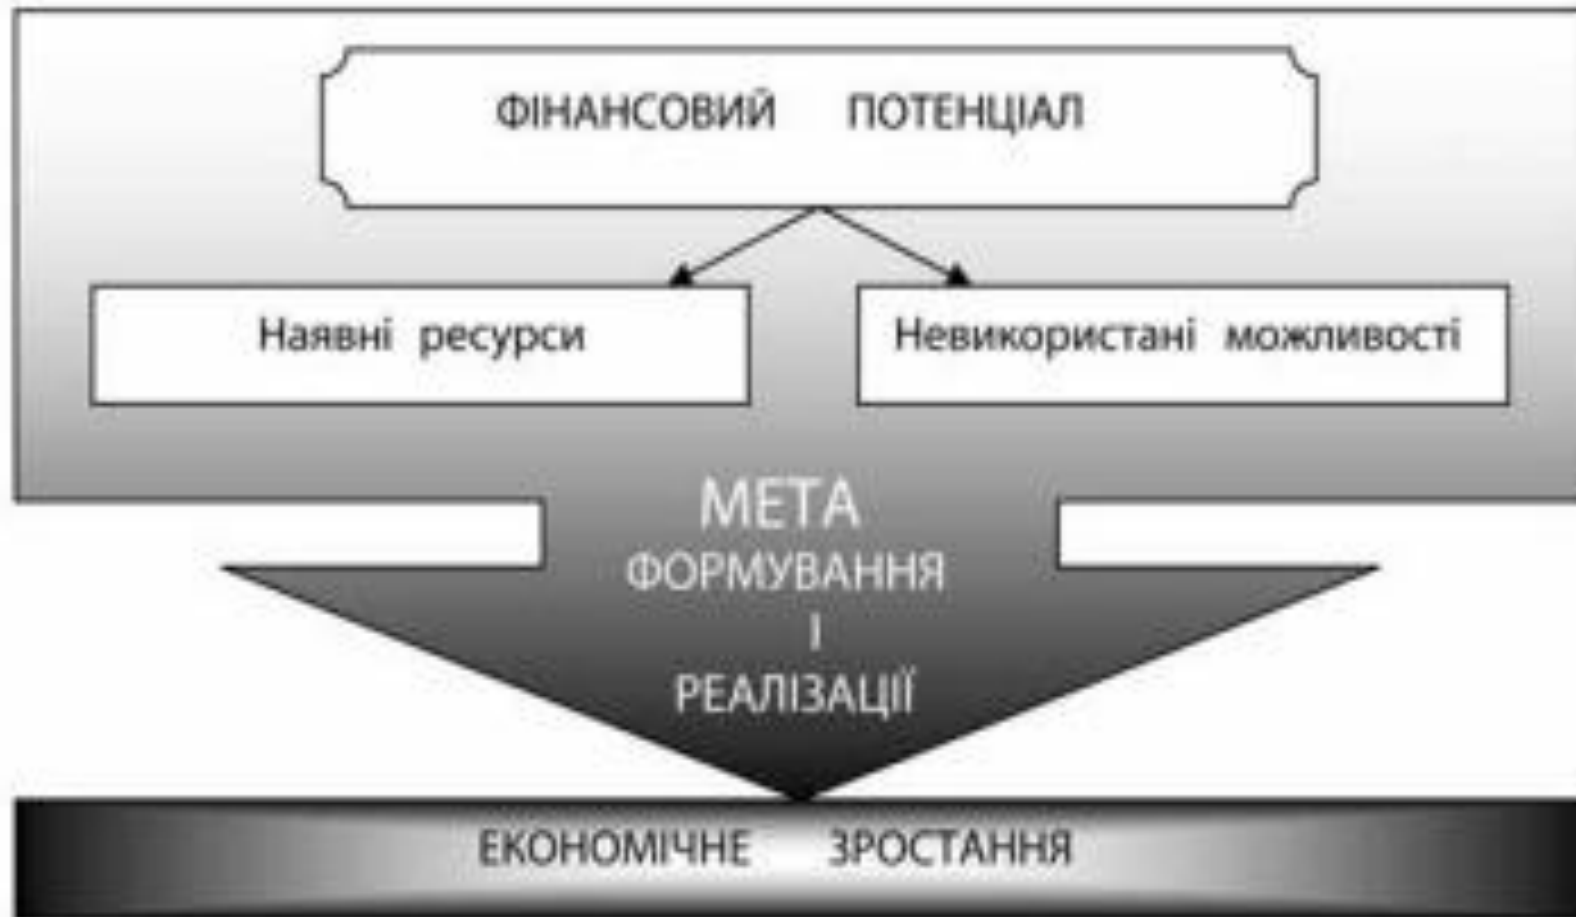 ФІНАНСОВИЙ ПОТЕНЦІАЛ
Наявні ресурси
Невикористані можливості
МЕТА
ФОРМУВАННЯ
І
РЕАЛІЗАЦІЇ
ЕКОНОМІЧНЕ ЗРОСТАННЯ